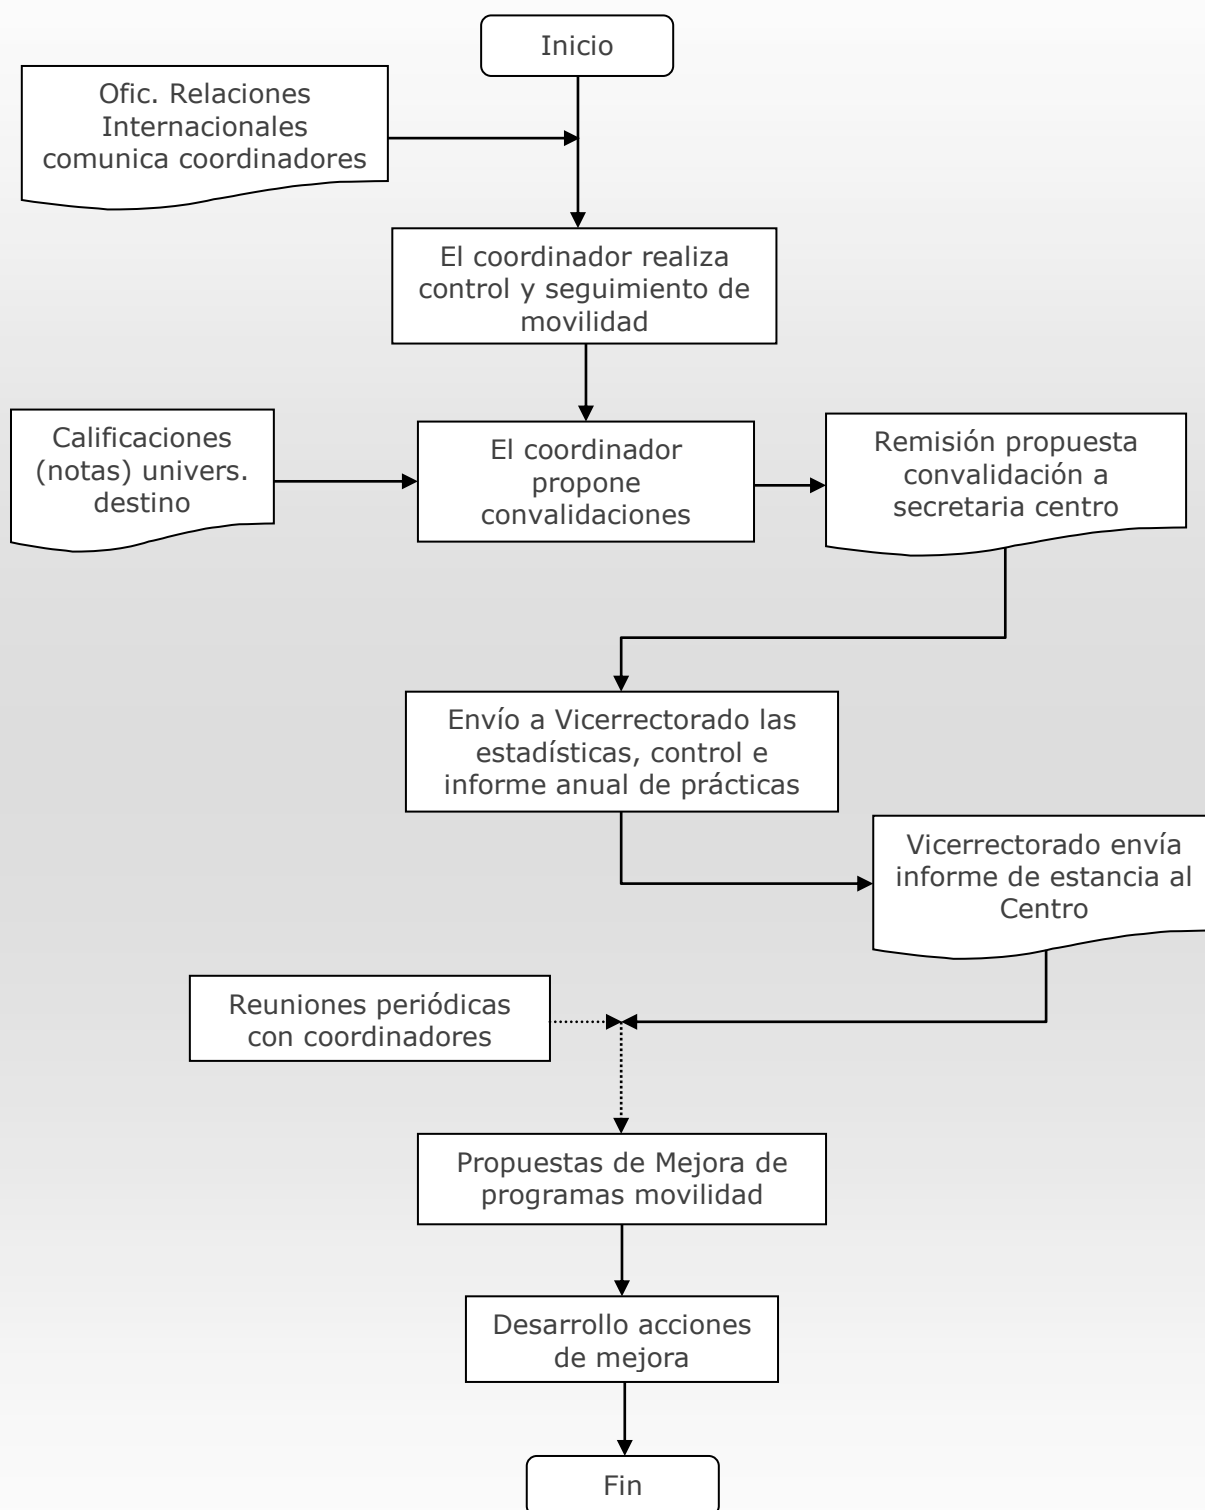 Inicio
Ofic. Relaciones
Internacionales
comunica coordinadores
El coordinador realiza
control y seguimiento de
movilidad
Calificaciones
(notas) univers.
destino
El coordinador
propone
convalidaciones
Remisión propuesta
convalidación a
secretaria centro
Envío a Vicerrectorado las
estadísticas, control e
informe anual de prácticas
Vicerrectorado envía
informe de estancia al
Centro
Reuniones periódicas
con coordinadores
Propuestas de Mejora de
programas movilidad
Desarrollo acciones
de mejora
Fin